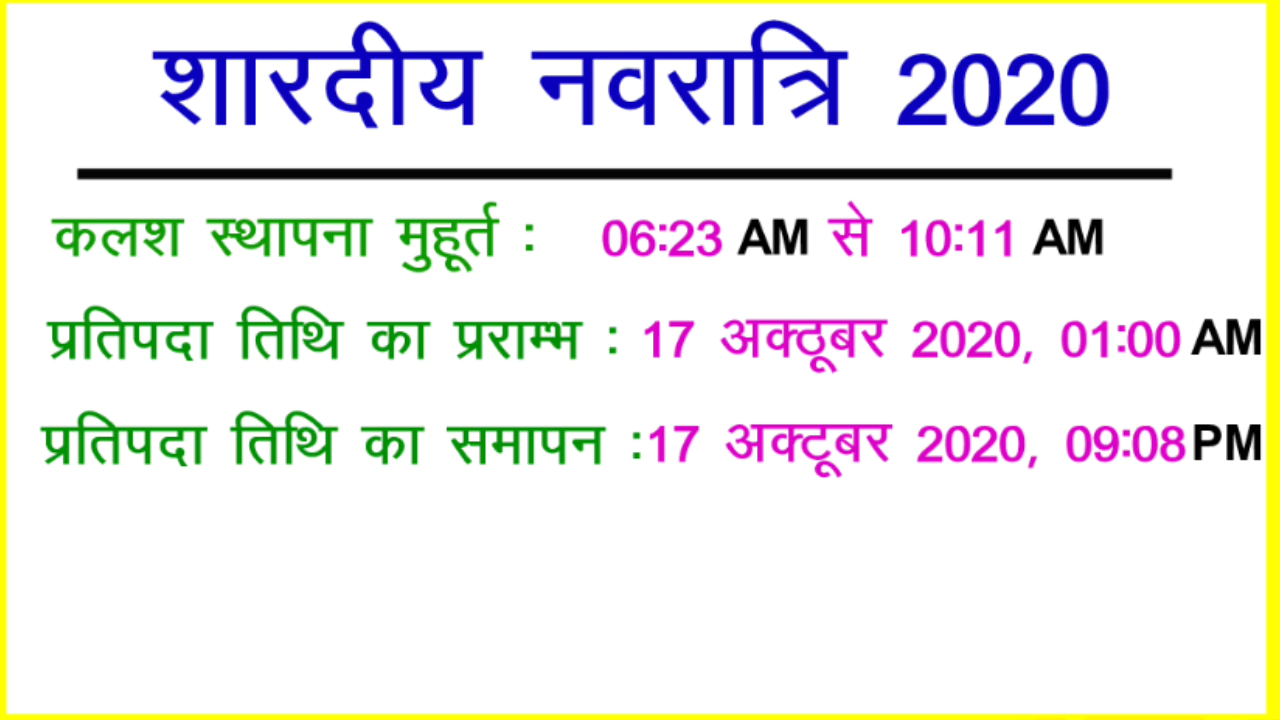 शारदीय नवरात्रि 2020
कलश स्थापना मुहूर्त : 06:23 AM से 10:11 AM
प्रतिपदा तिथि का प्रराम्भ : 17 अक्ठूबर 2020, 01:00 AM
प्रतिपदा तिथि का समापन :17 अक्टूबर 2020, 09:08 PM